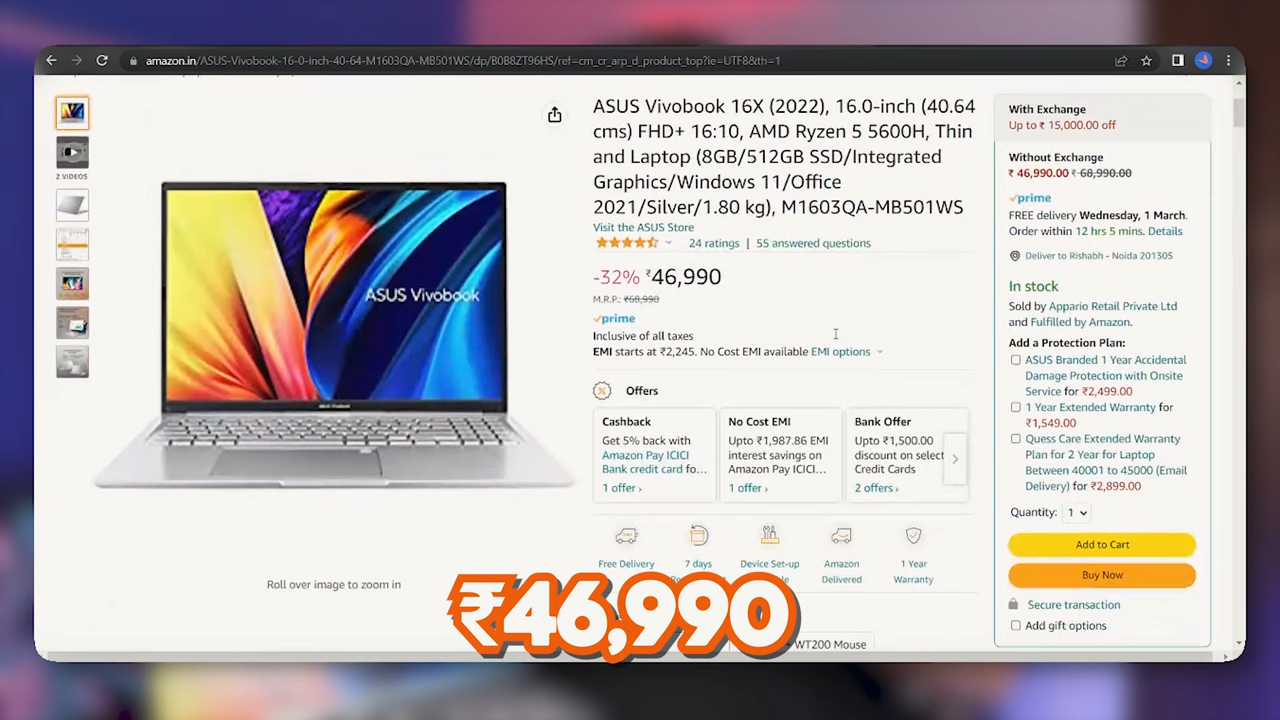 amazon.in/ASUS-Vivobook-16-0-inch-40-64-M1603QA-MB501WS/dp/B0B8ZT96HS/ref=cm_cr_arp_d_product_top?ie=UTF8&th=1
2 VIDEOS
ASUS Vivobook
Roll over image to zoom in
ASUS Vivobook 16X (2022), 16.0-inch (40.64
cms) FHD+ 16:10, AMD Ryzen 5 5600H, Thin
and Laptop (8GB/512GB SSD/Integrated
Graphics/Windows 11/Office
2021/Silver/1.80 kg), M1603QA-MB501WS
Visit the ASUS Store
24 ratings | 55 answered questions
-32% ₹46,990
M.R.P.: ₹68,990
prime
Inclusive of all taxes
EMI starts at ₹2,245. No Cost EMI available EMI options
Offers
Cashback
Get 5% back with
Amazon Pay ICICI
Bank credit card fo...
1 offer ›
No Cost EMI
Upto ₹1,987.86 EMI
interest savings on
Amazon Pay ICICI...
1 offer ›
Bank Offer
Upto ₹1,500.00
discount on select
Credit Cards
2 offers ›
Free Delivery
7 days
Device Set-up
Amazon
Delivered
1 Year
Warranty
₹46,990
+ WT200 Mouse
With Exchange
Up to ₹ 15,000.00 off
Without Exchange
₹ 46,990.00 ₹ 68,990.00
prime
FREE delivery Wednesday, 1 March.
Order within 12 hrs 5 mins. Details
Deliver to Rishabh - Noida 201305
In stock
Sold by Appario Retail Private Ltd
and Fulfilled by Amazon.
Add a Protection Plan:
ASUS Branded 1 Year Accidental
Damage Protection with Onsite
Service for ₹2,499.00
1 Year Extended Warranty for
₹1,549.00
Quess Care Extended Warranty
Plan for 2 Year for Laptop
Between 40001 to 45000 (Email
Delivery) for ₹2,899.00
Quantity: 1
Add to Cart
Buy Now
Secure transaction
Add gift options